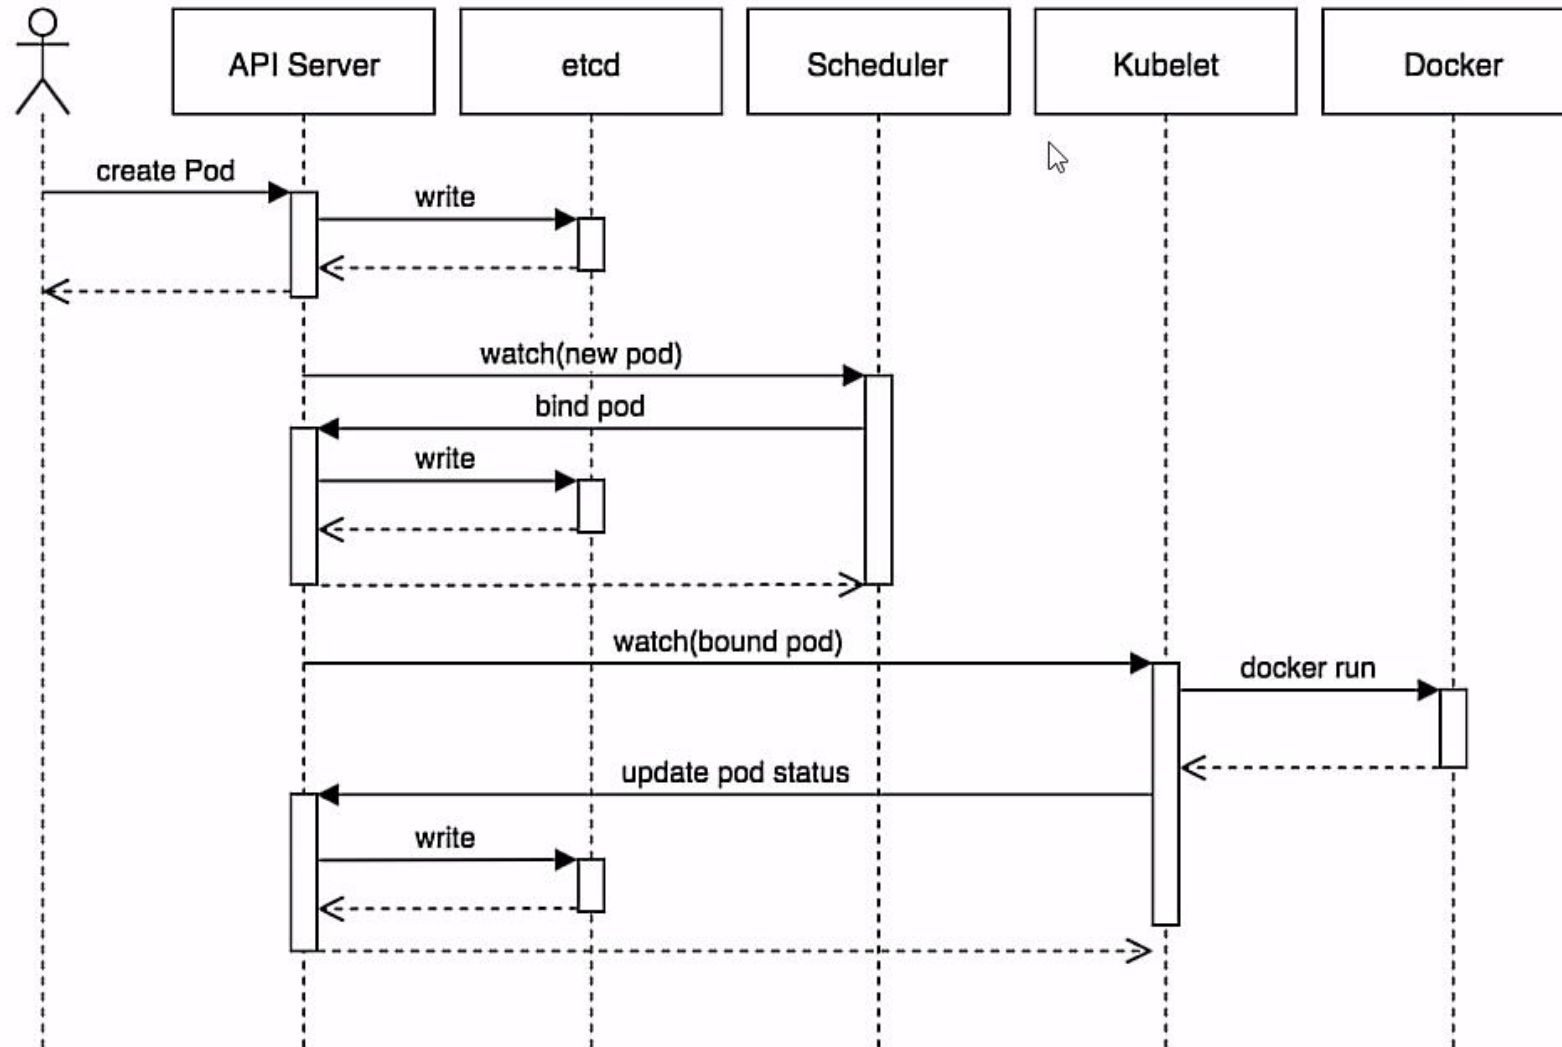 API Server
etcd
Scheduler
Kubelet
Docker
create Pod
write
watch(new pod)
bind pod
write
watch(bound pod)
docker run
update pod status
write